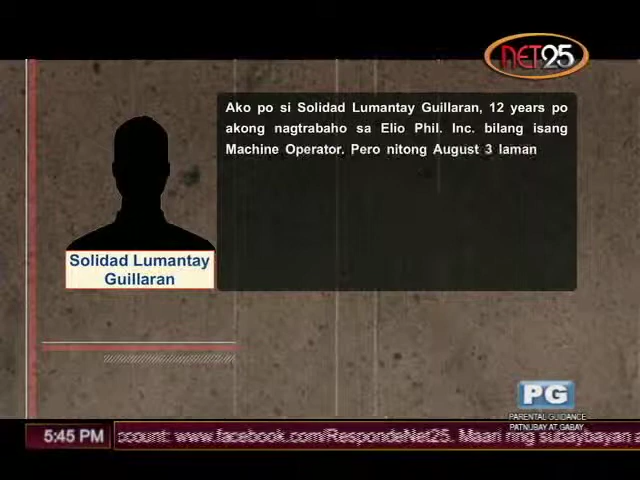 NET25
Ako po si Solidad Lumantay Guillaran, 12 years po
akong nagtrabaho sa Elio Phil. Inc. bilang isang
Machine Operator. Pero nitong August 3 laman
Solidad Lumantay
Guillaran
PG
PARENTAL GUIDANCE
PATNUBAY AT GABAY
5:45 PM
ccount: www.facebook.com/RespondeNet25. Maari ring subaybayan a